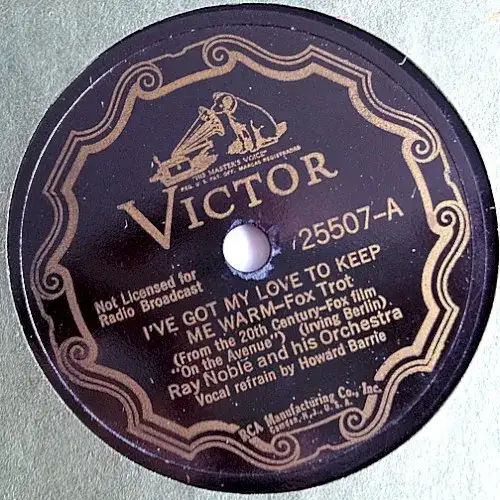 "HIS MASTER'S VOICE"
REG. U. S. PAT. OFF. MARCAS REGISTRADAS
VICTOR
25507-A
Not Licensed for
Radio Broadcast
I'VE GOT MY LOVE TO KEEP
ME WARM—Fox Trot
(From the 20th Century-Fox film
"On the Avenue") (Irving Berlin)
Ray Noble and his Orchestra
Vocal refrain by Howard Barrie
RCA Manufacturing Co., Inc.
Camden, N. J., U. S. A.